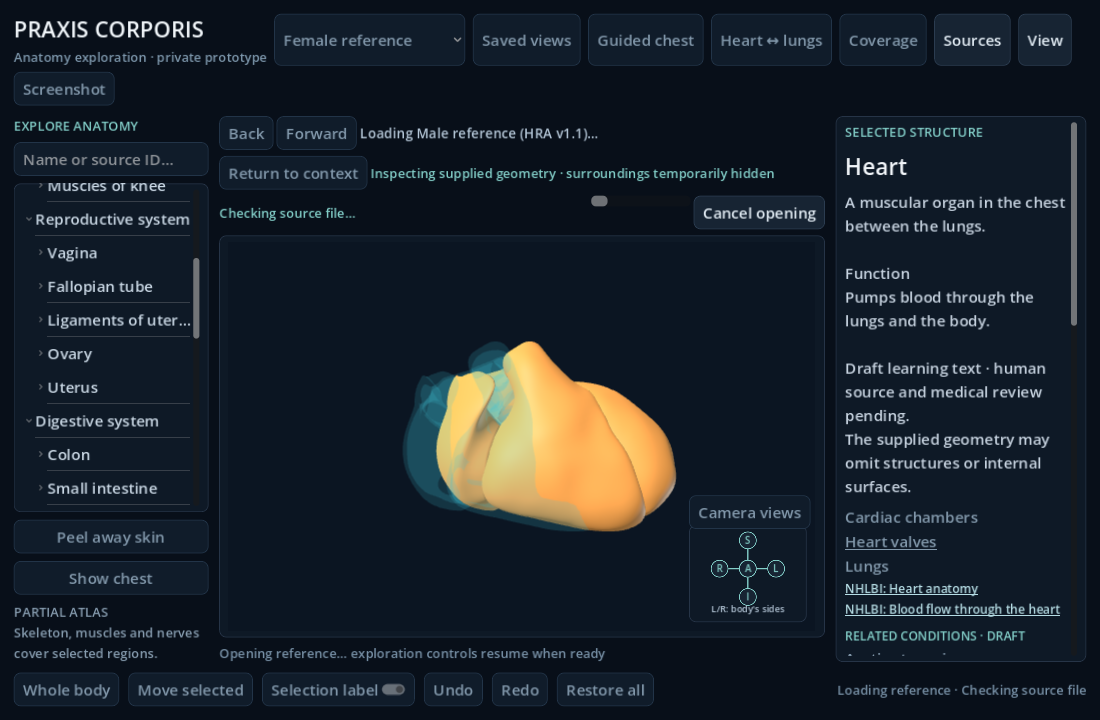 PRAXIS CORPORIS
Anatomy exploration · private prototype
Female reference
Saved views
Guided chest
Heart ↔ lungs
Coverage
Sources
View
Screenshot
EXPLORE ANATOMY
Name or source ID...
Muscles of knee
Reproductive system
Vagina
Fallopian tube
Ligaments of uter...
Ovary
Uterus
Digestive system
Colon
Small intestine
Peel away skin
Show chest
PARTIAL ATLAS
Skeleton, muscles and nerves
cover selected regions.
Back
Forward
Loading Male reference (HRA v1.1)...
Return to context
Inspecting supplied geometry · surroundings temporarily hidden
Checking source file...
Cancel opening
Camera views
S
R
A
L
I
L/R: body's sides
Opening reference... exploration controls resume when ready
SELECTED STRUCTURE
Heart
A muscular organ in the chest
between the lungs.
Function
Pumps blood through the
lungs and the body.
Draft learning text · human
source and medical review
pending.
The supplied geometry may
omit structures or internal
surfaces.
Cardiac chambers
Heart valves
Lungs
NHLBI: Heart anatomy
NHLBI: Blood flow through the heart
RELATED CONDITIONS · DRAFT
Whole body
Move selected
Selection label
Undo
Redo
Restore all
Loading reference · Checking source file